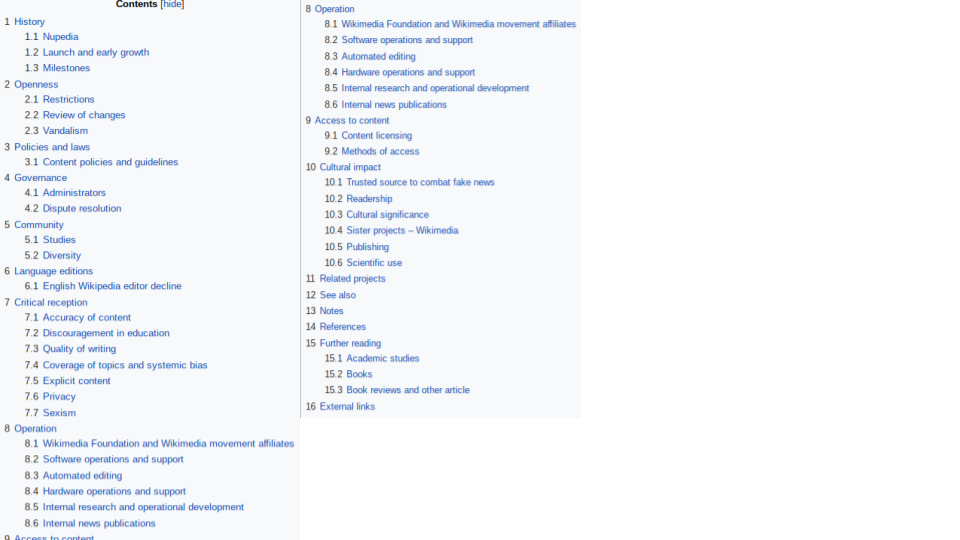 Contents [hide]
1 History
1.1 Nupedia
1.2 Launch and early growth
1.3 Milestones
2 Openness
2.1 Restrictions
2.2 Review of changes
2.3 Vandalism
3 Policies and laws
3.1 Content policies and guidelines
4 Governance
4.1 Administrators
4.2 Dispute resolution
5 Community
5.1 Studies
5.2 Diversity
6 Language editions
6.1 English Wikipedia editor decline
7 Critical reception
7.1 Accuracy of content
7.2 Discouragement in education
7.3 Quality of writing
7.4 Coverage of topics and systemic bias
7.5 Explicit content
7.6 Privacy
7.7 Sexism
8 Operation
8.1 Wikimedia Foundation and Wikimedia movement affiliates
8.2 Software operations and support
8.3 Automated editing
8.4 Hardware operations and support
8.5 Internal research and operational development
8.6 Internal news publications
9 Access to content
8 Operation
8.1 Wikimedia Foundation and Wikimedia movement affiliates
8.2 Software operations and support
8.3 Automated editing
8.4 Hardware operations and support
8.5 Internal research and operational development
8.6 Internal news publications
9 Access to content
9.1 Content licensing
9.2 Methods of access
10 Cultural impact
10.1 Trusted source to combat fake news
10.2 Readership
10.3 Cultural significance
10.4 Sister projects – Wikimedia
10.5 Publishing
10.6 Scientific use
11 Related projects
12 See also
13 Notes
14 References
15 Further reading
15.1 Academic studies
15.2 Books
15.3 Book reviews and other article
16 External links